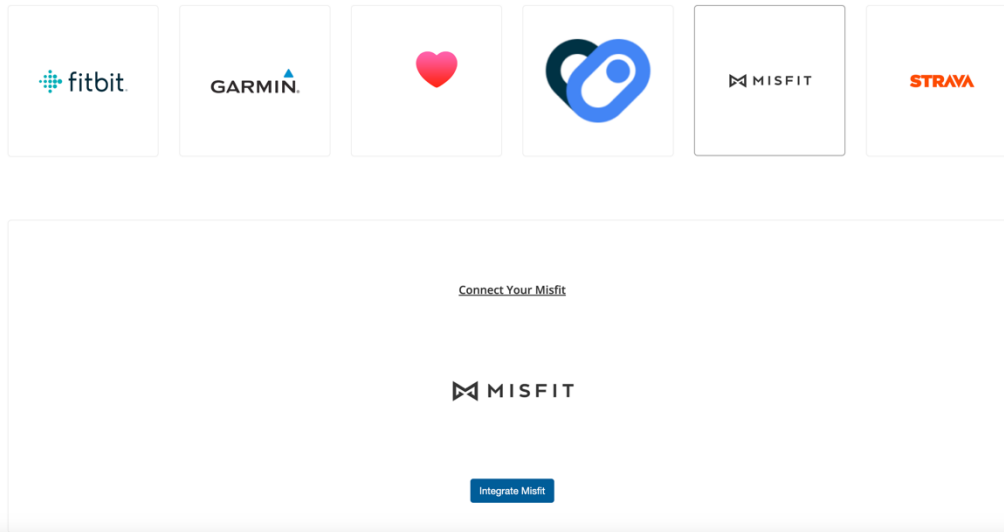 fitbit.
GARMIN.
MISFIT
STRAVA
Connect Your Misfit
MISFIT
Integrate Misfit